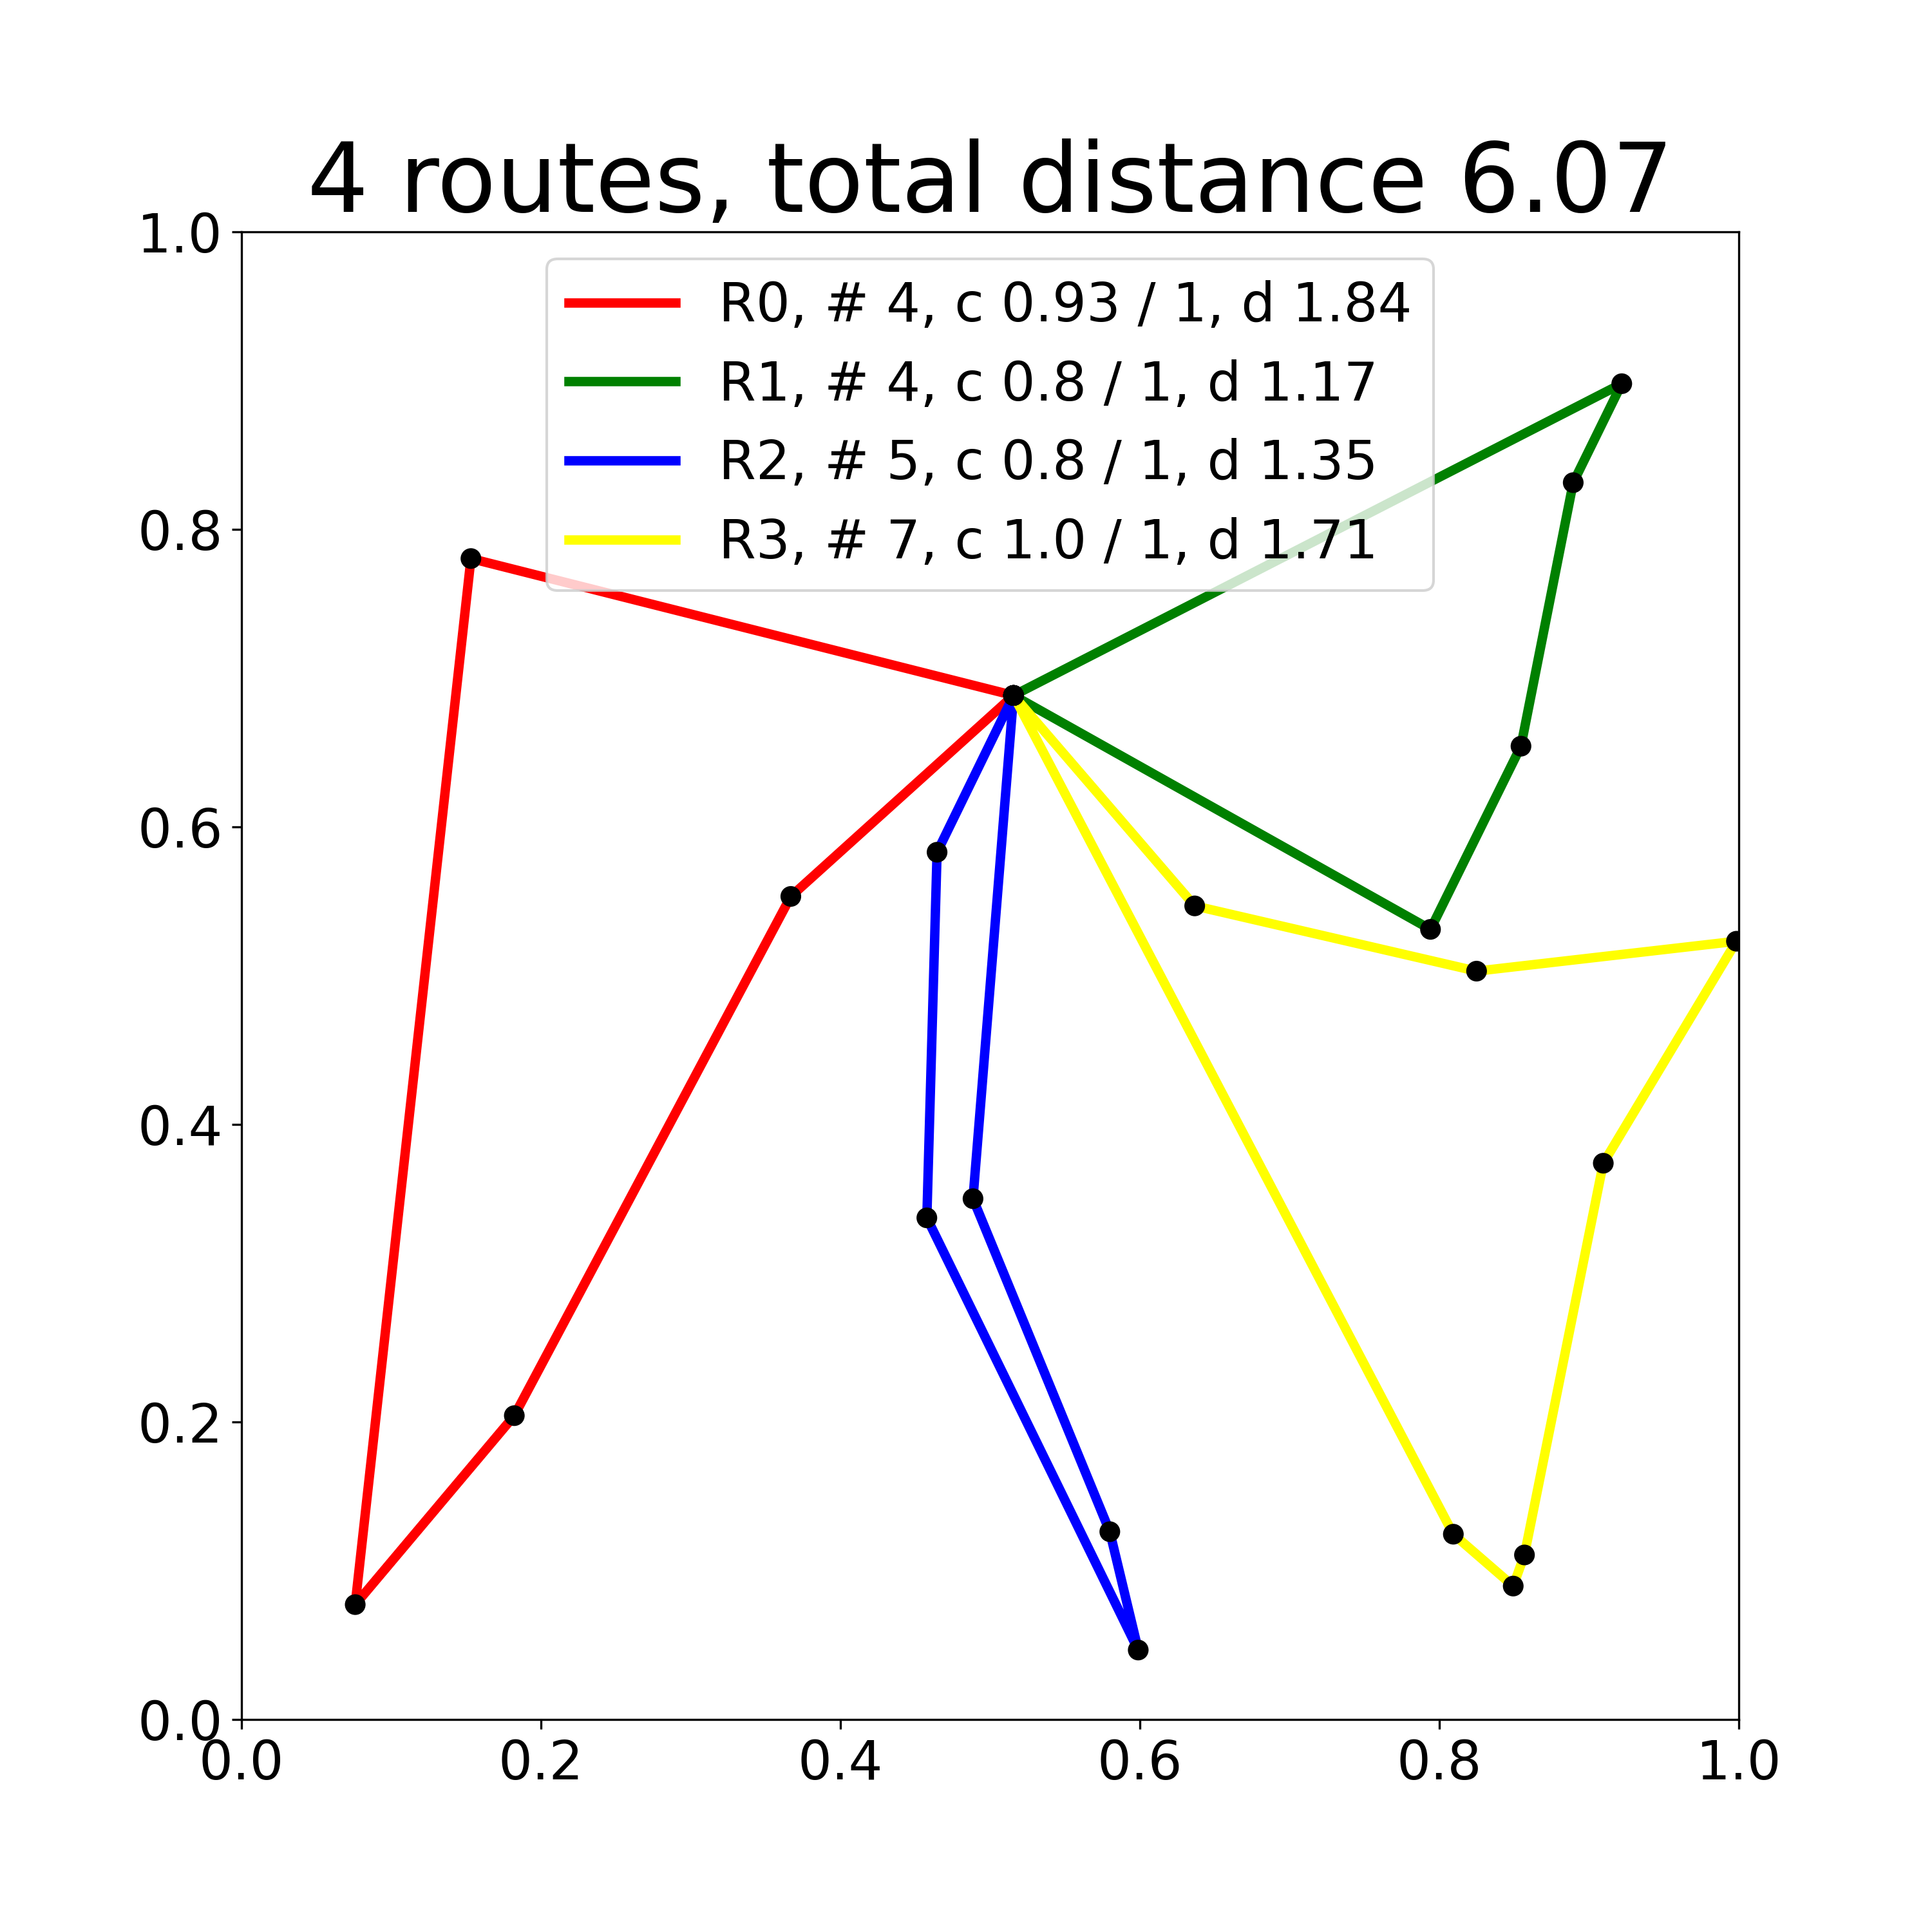 4 routes, total distance 6.07
1.0
R0, # 4, c 0.93 / 1, d 1.84
R1, # 4, c 0.8 / 1, d 1.17
R2, # 5, c 0.8 / 1, d 1.35
R3, # 7, c 1.0 / 1, d 1.71
0.8
0.6
0.4
0.2
0.0
0.0 0.2 0.4 0.6 0.8 1.0